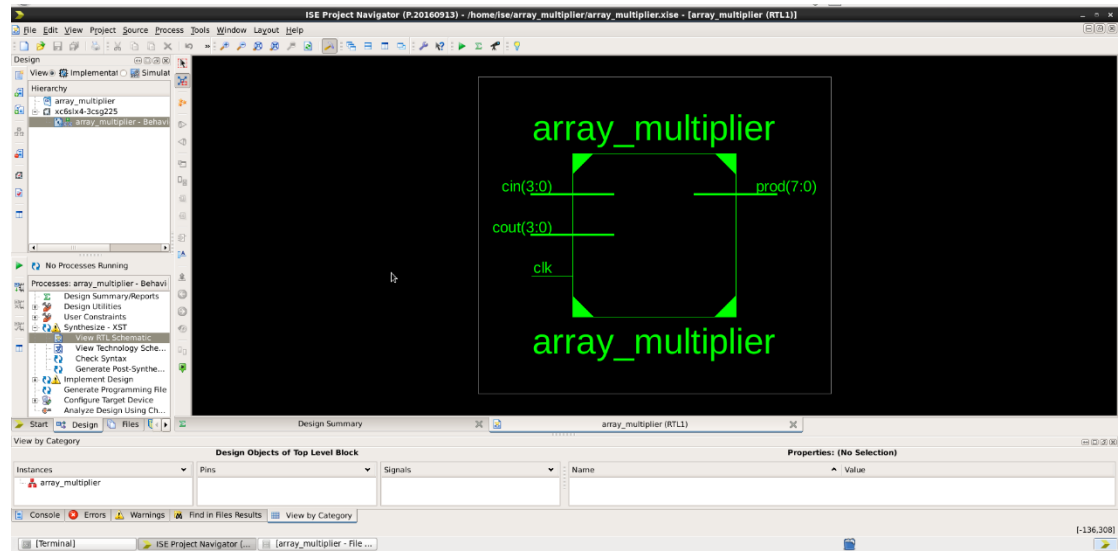 ISE Project Navigator (P.20160913) - /home/ise/array_multiplier/array_multiplier.xise - [array_multiplier (RTL1)]
File Edit View Project Source Process Tools Window Layout Help
Design
View Implementat Simulat
Hierarchy
array_multiplier
xc6slx4-3csg225
array_multiplier - Behavi
No Processes Running
Processes: array_multiplier - Behavi
Design Summary/Reports
Design Utilities
User Constraints
Synthesize - XST
View RTL Schematic
View Technology Sche...
Check Syntax
Generate Post-Synthe...
Implement Design
Generate Programming File
Configure Target Device
Analyze Design Using Ch...
array_multiplier
cin(3:0)
prod(7:0)
cout(3:0)
clk
array_multiplier
Start Design Files
Design Summary
array_multiplier (RTL1)
View by Category
Design Objects of Top Level Block
Properties: (No Selection)
Instances Pins Signals Name Value
array_multiplier
Console Errors Warnings Find in Files Results View by Category
[-136,308]
[Terminal] ISE Project Navigator (... [array_multiplier - File ...